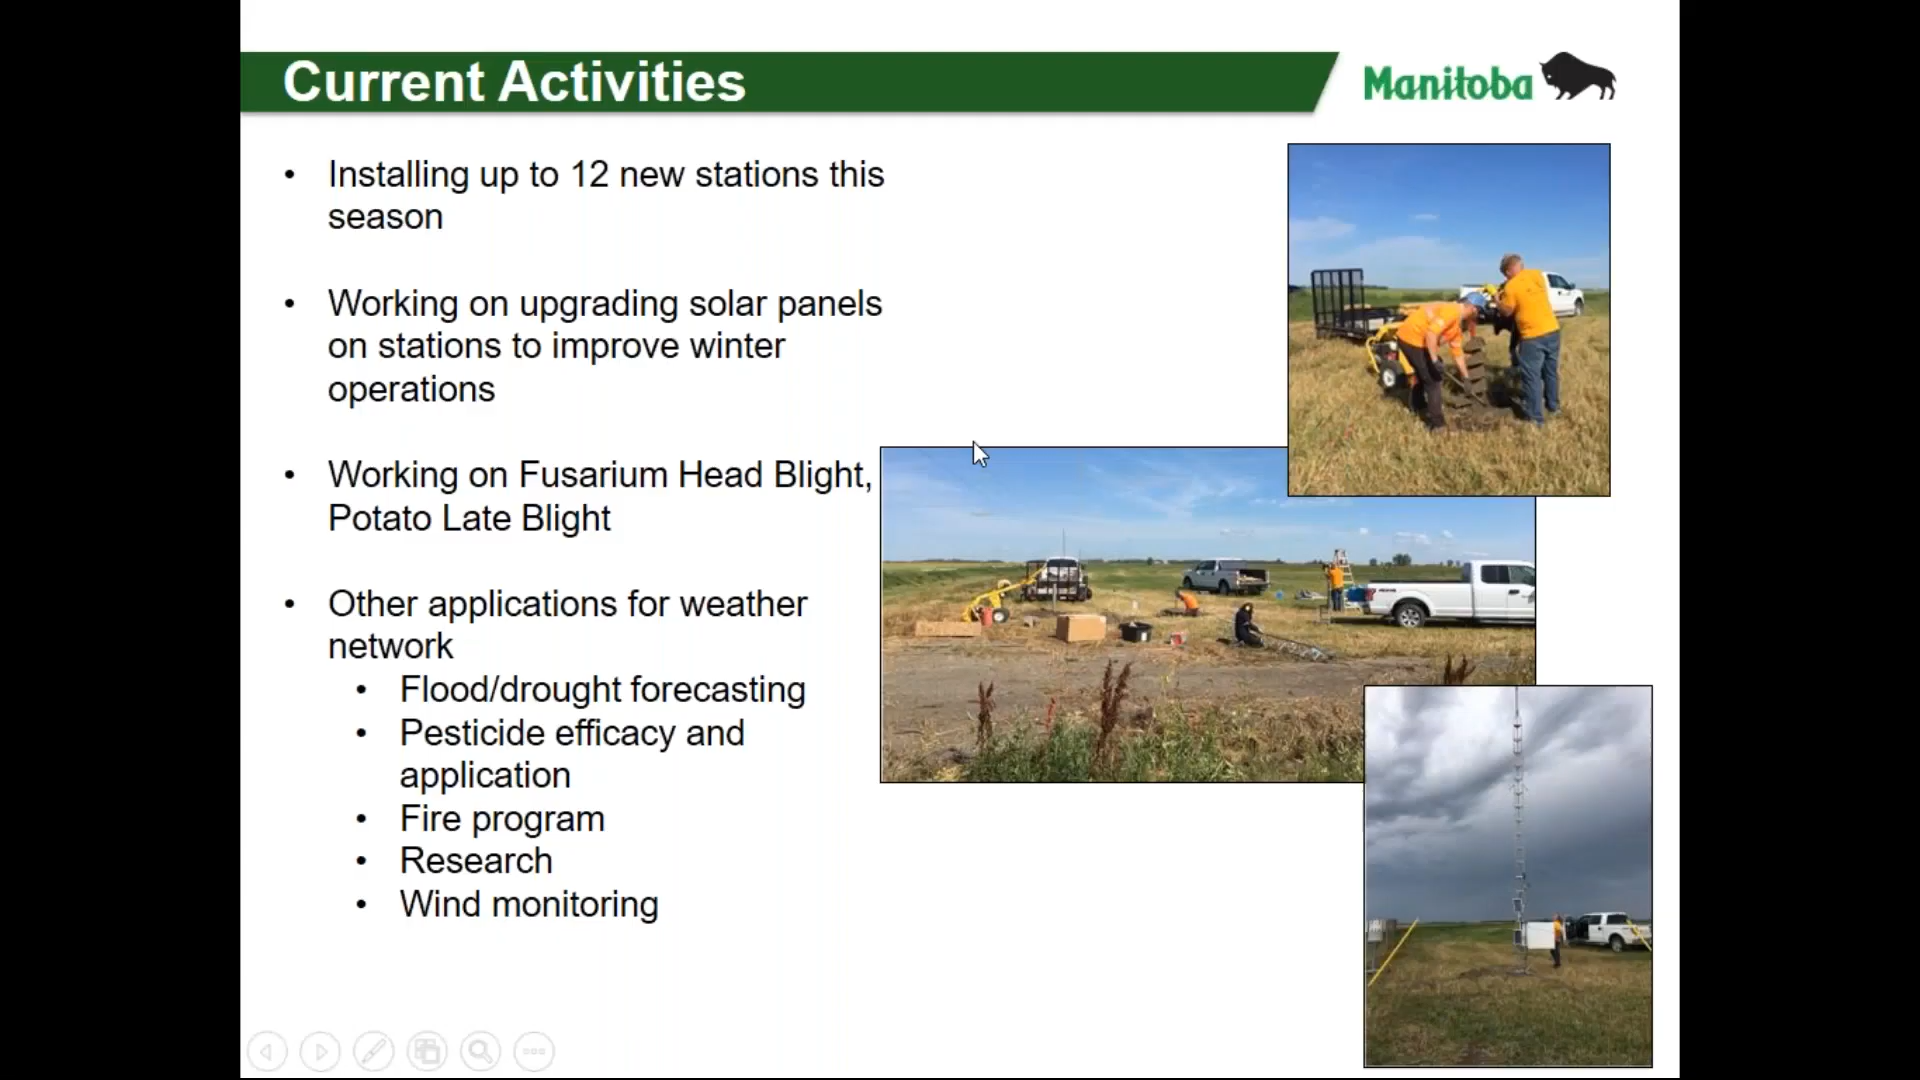 Current Activities
Manitoba
• Installing up to 12 new stations this
season
• Working on upgrading solar panels
on stations to improve winter
operations
• Working on Fusarium Head Blight,
Potato Late Blight
• Other applications for weather
network
• Flood/drought forecasting
• Pesticide efficacy and
application
• Fire program
• Research
• Wind monitoring